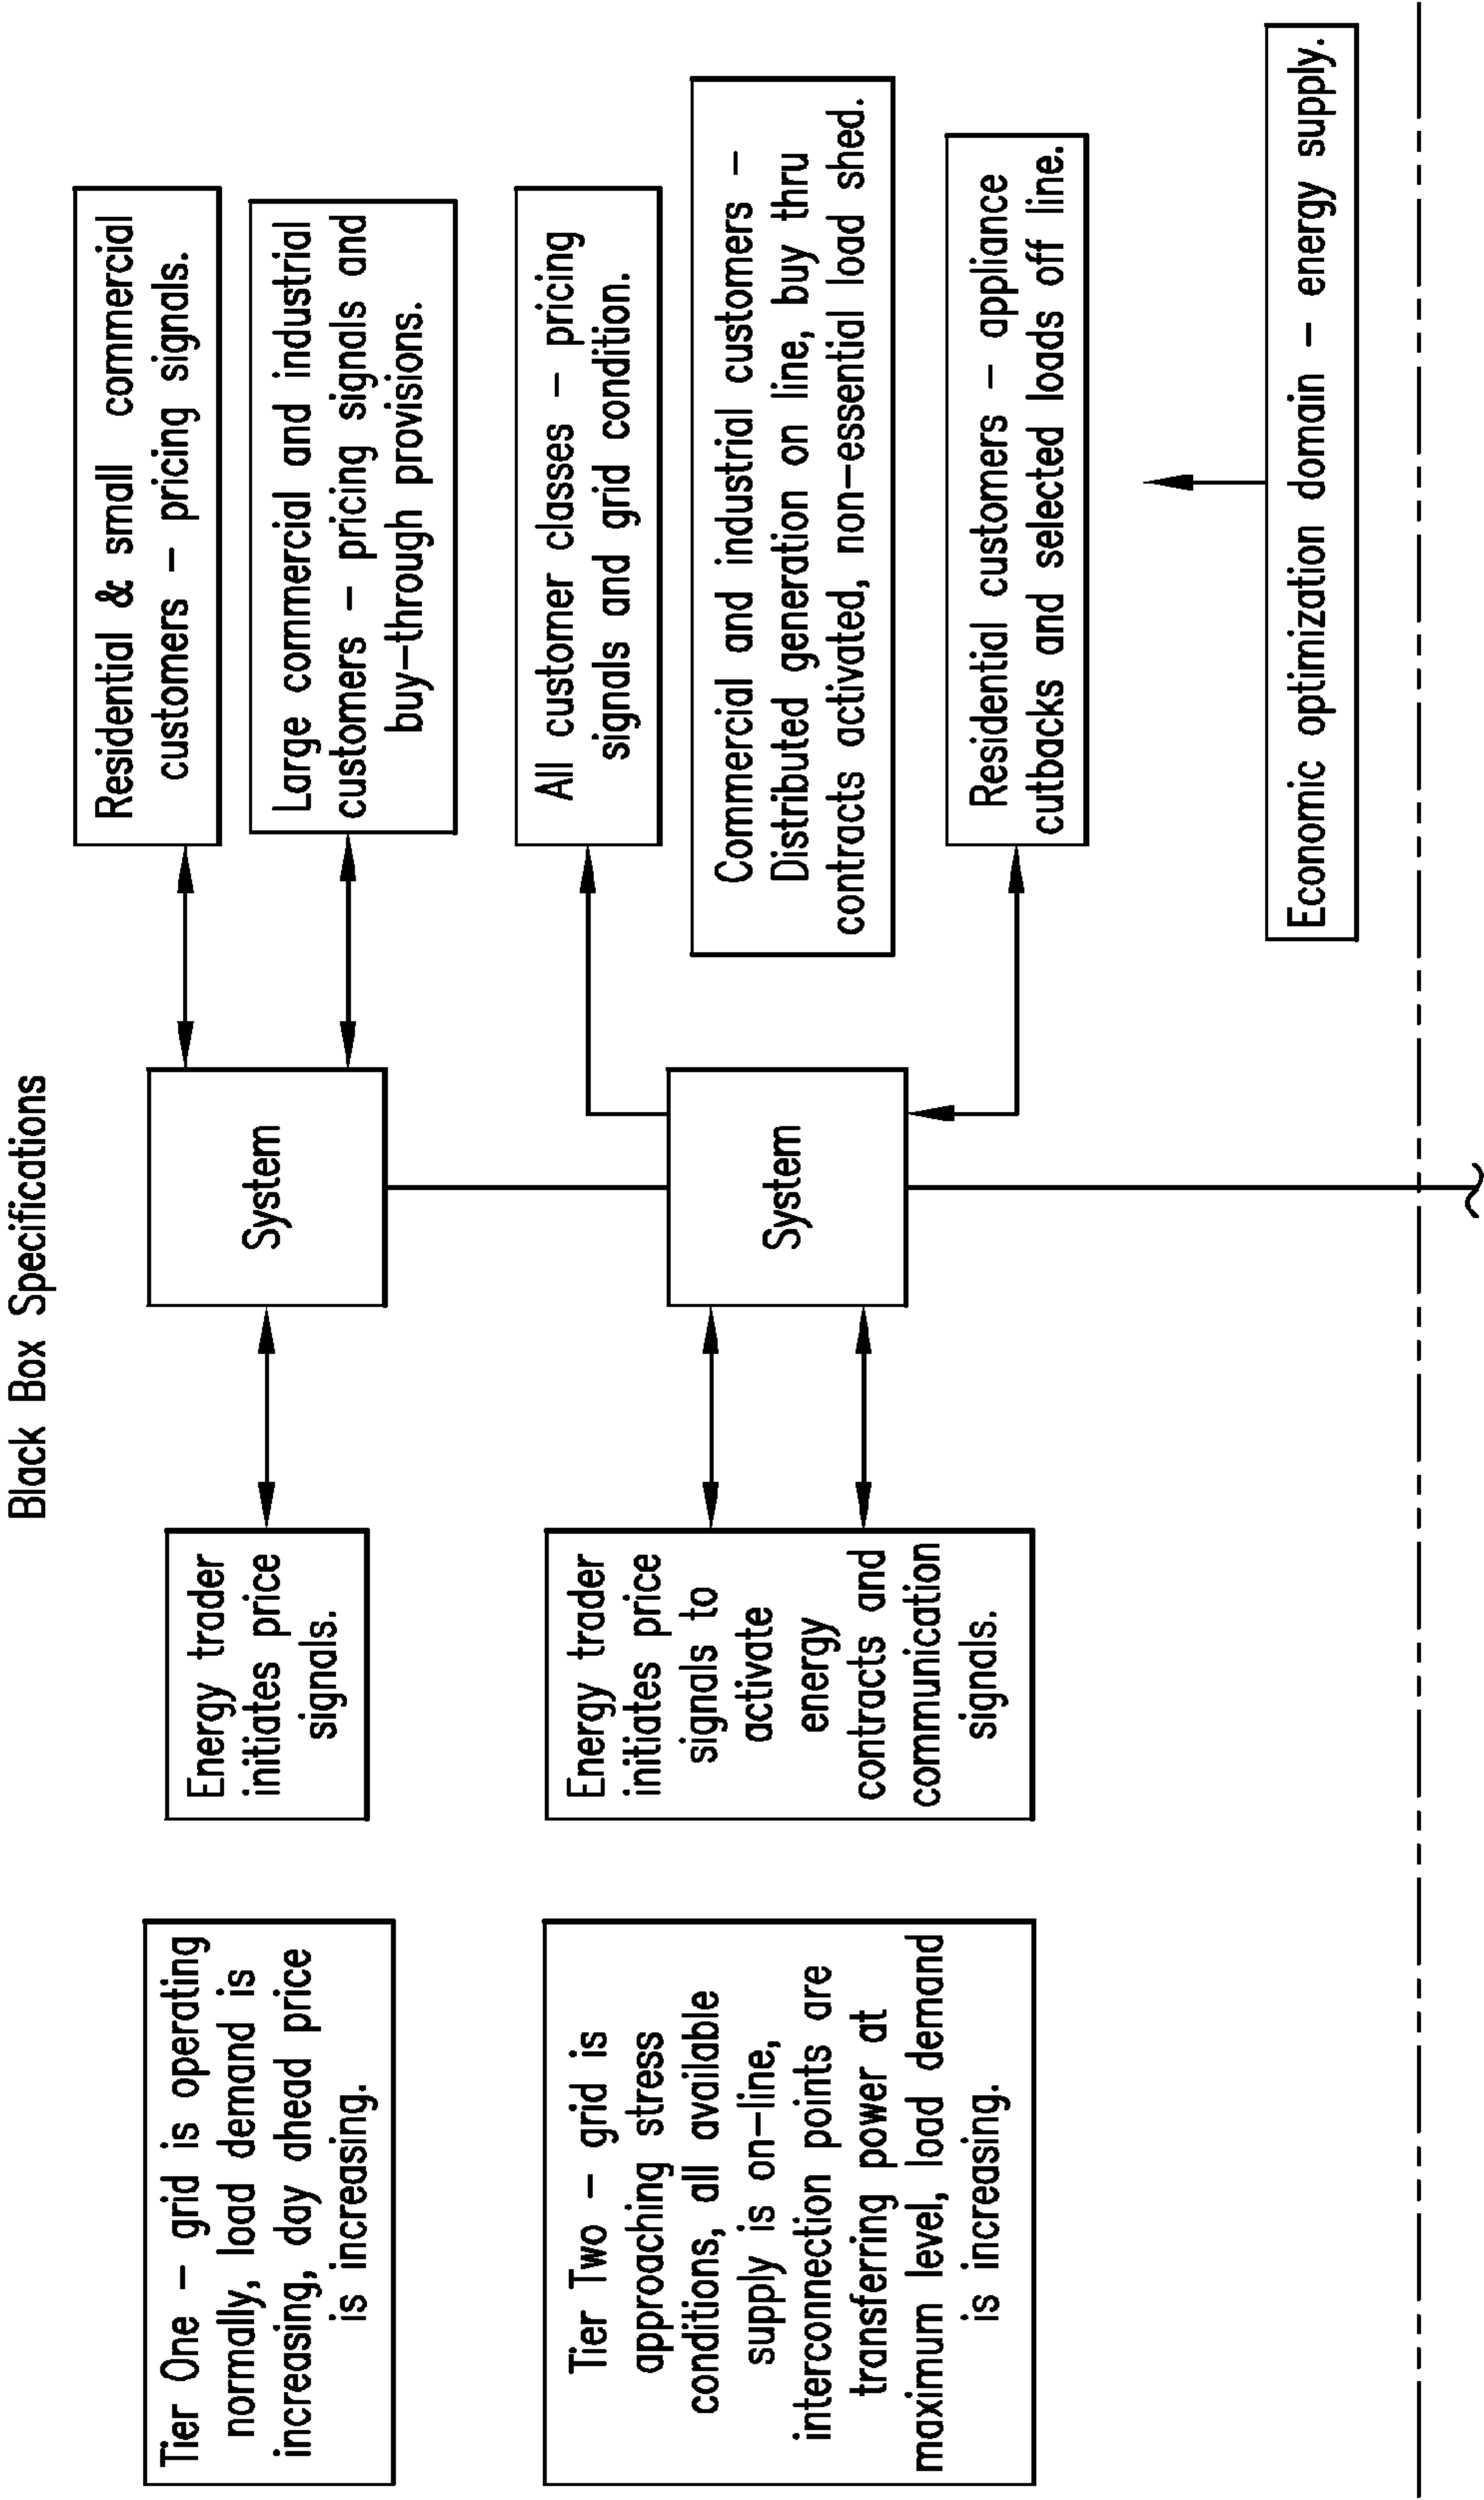 Black Box Specifications
Tier One - grid is operating
normally, load demand is
increasing, day ahead price
is increasing.
Energy trader
initiates price
signals.
System
Residential & small commercial
customers - pricing signals.
Large commercial and industrial
customers - pricing signals and
buy-through provisions.
Tier Two - grid is
approaching stress
conditions, all available
supply is on-line,
interconnection points are
transferring power at
maximum level, load demand
is increasing.
Energy trader
initiates price
signals to
activate
energy
contracts and
communication
signals.
System
All customer classes - pricing
signals and grid condition.
Commercial and industrial customers -
Distributed generation on line, buy thru
contracts activated, non-essential load shed.
Residential customers - appliance
cutbacks and selected loads off line.
Economic optimization domain - energy supply.